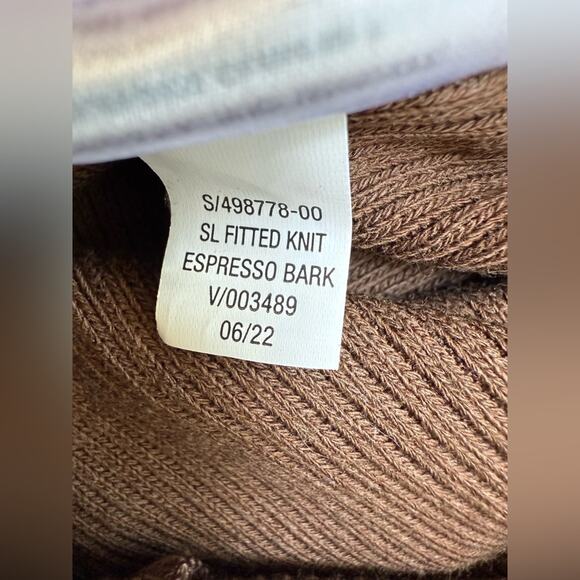 S/498778-00
SL FITTED KNIT
ESPRESSO BARK
V/003489
06/22